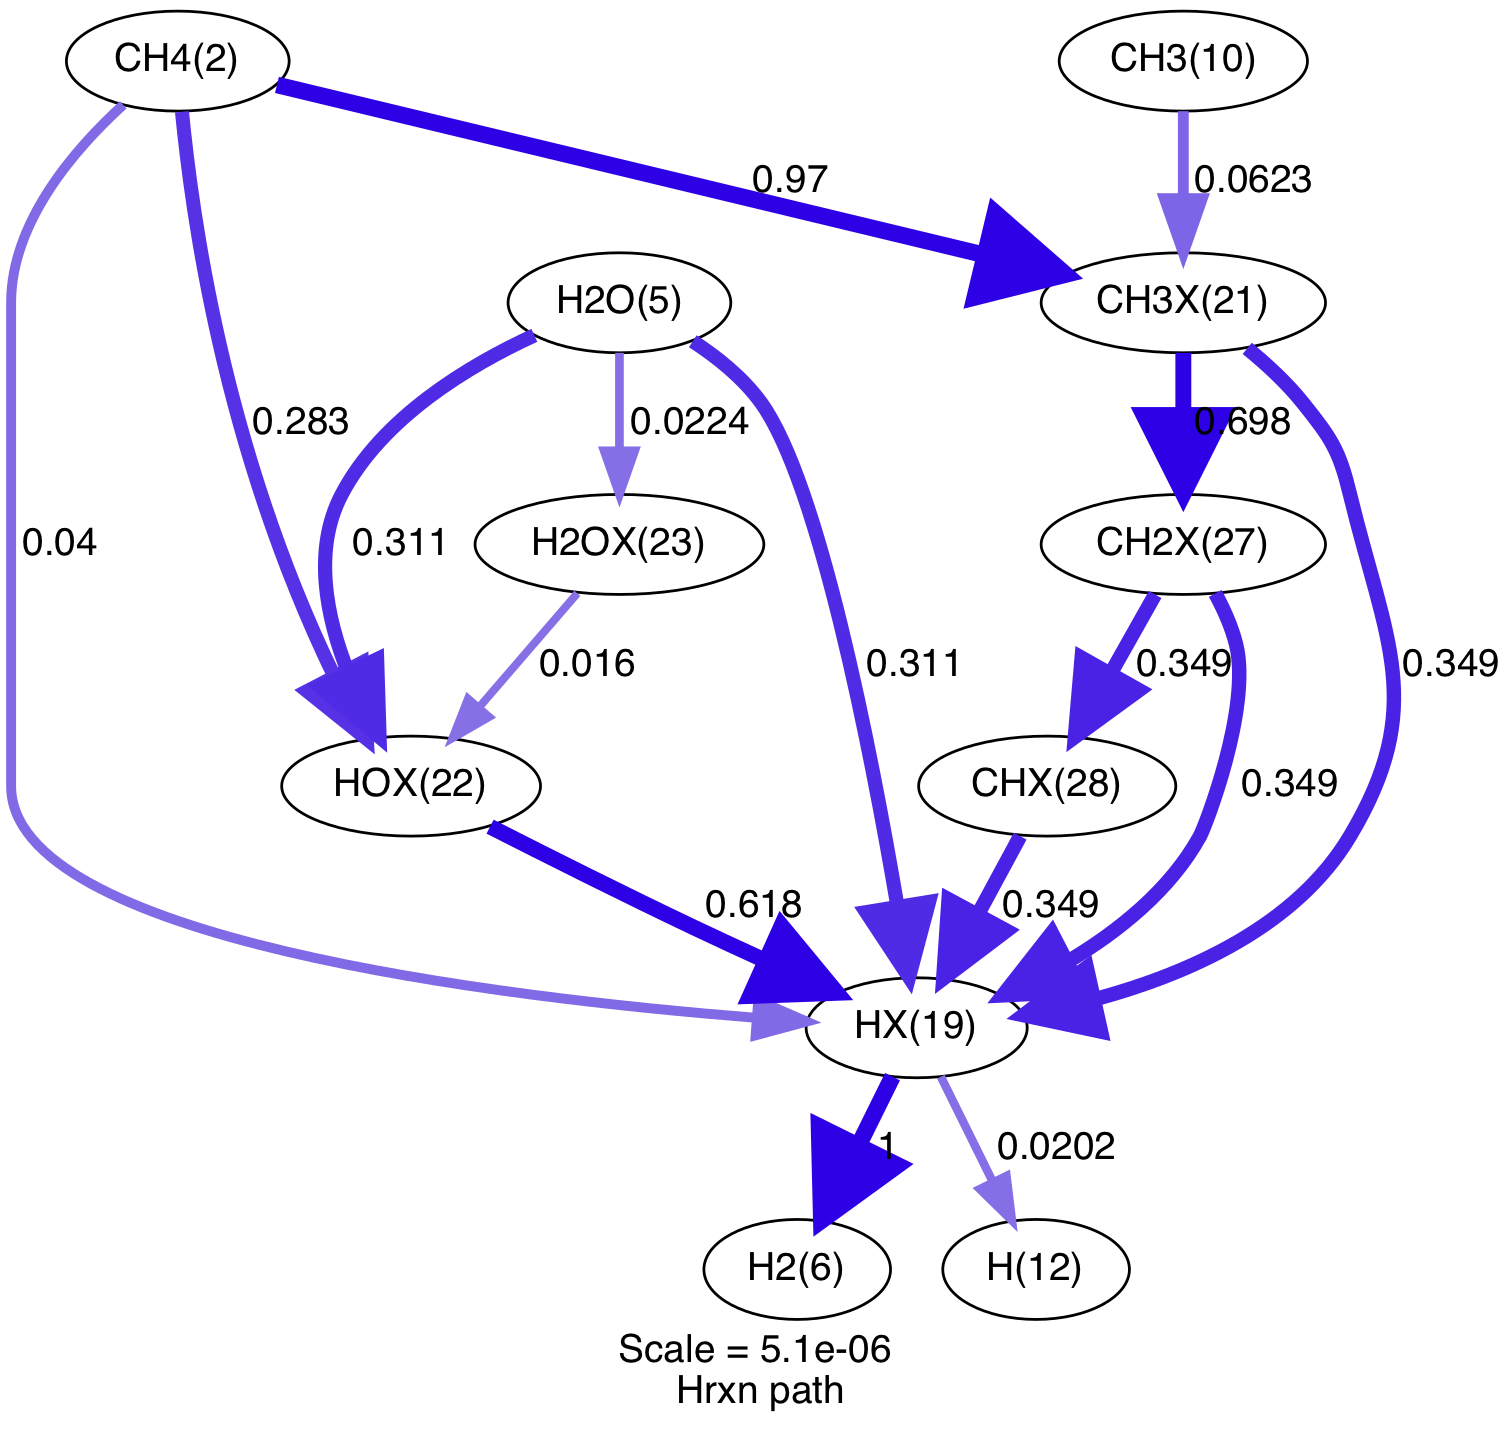 CH4(2)
CH3(10)
0.97
0.0623
H2O(5)
CH3X(21)
0.283
0.0224
0.698
0.04
0.311
H2OX(23)
CH2X(27)
0.016
0.311
0.349
0.349
HOX(22)
CHX(28)
0.349
0.618
0.349
HX(19)
1
0.0202
H2(6)
H(12)
Scale = 5.1e-06
Hrxn path